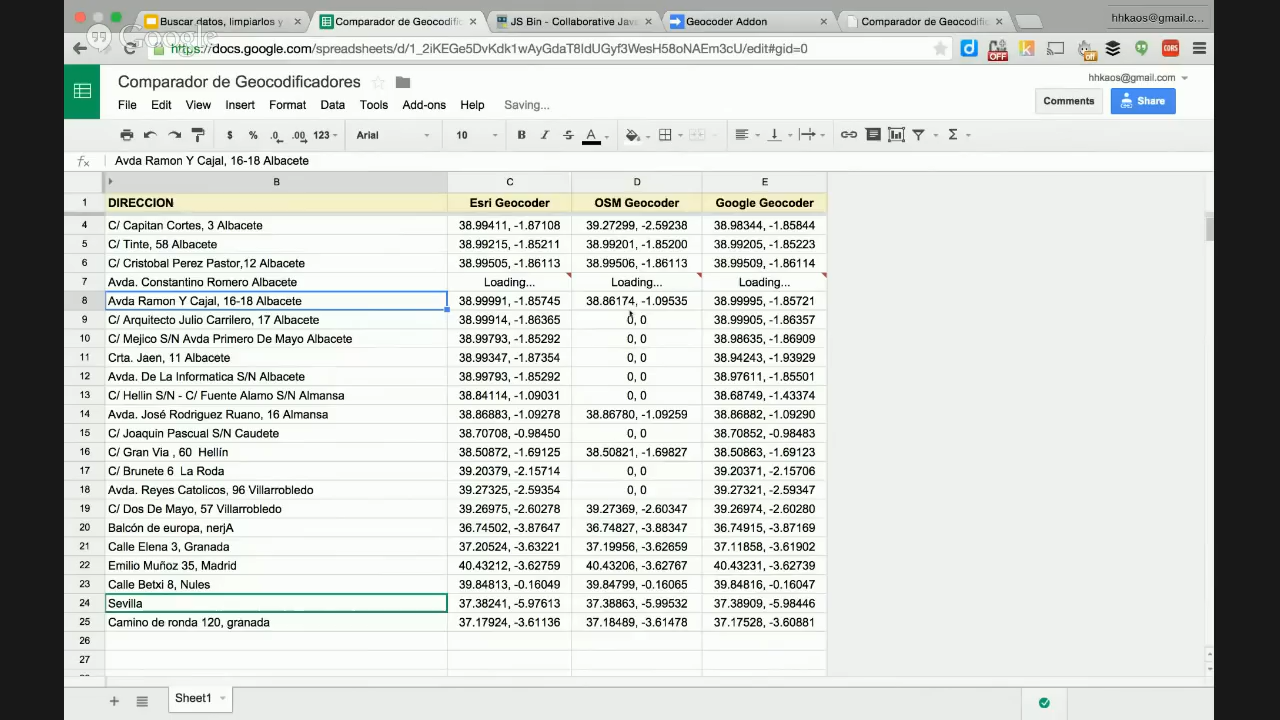 Buscar datos, limpiarlos y
Comparador de Geocodific
JS Bin - Collaborative Jav
Geocoder Addon
Comparador de Geocodific
hhkaos@gmail.c...
Google
https://docs.google.com/spreadsheets/d/1_2iKEGe5DvKdk1wAyGdaT8IdUGyf3WesH58oNAEm3cU/edit#gid=0
OFF
off
CORS
Comparador de Geocodificadores
hhkaos@gmail.com
File Edit View Insert Format Data Tools Add-ons Help Saving...
Comments
Share
$ % .0 .00 123 Arial 10 B I S A Σ
fx Avda Ramon Y Cajal, 16-18 Albacete
B C D E
1 DIRECCION Esri Geocoder OSM Geocoder Google Geocoder
4 C/ Capitan Cortes, 3 Albacete 38.99411, -1.87108 39.27299, -2.59238 38.98344, -1.85844
5 C/ Tinte, 58 Albacete 38.99215, -1.85211 38.99201, -1.85200 38.99205, -1.85223
6 C/ Cristobal Perez Pastor,12 Albacete 38.99505, -1.86113 38.99506, -1.86113 38.99509, -1.86114
7 Avda. Constantino Romero Albacete Loading... Loading... Loading...
8 Avda Ramon Y Cajal, 16-18 Albacete 38.99991, -1.85745 38.86174, -1.09535 38.99995, -1.85721
9 C/ Arquitecto Julio Carrilero, 17 Albacete 38.99914, -1.86365 0, 0 38.99905, -1.86357
10 C/ Mejico S/N Avda Primero De Mayo Albacete 38.99793, -1.85292 0, 0 38.98635, -1.86909
11 Crta. Jaen, 11 Albacete 38.99347, -1.87354 0, 0 38.94243, -1.93929
12 Avda. De La Informatica S/N Albacete 38.99793, -1.85292 0, 0 38.97611, -1.85501
13 C/ Hellin S/N - C/ Fuente Alamo S/N Almansa 38.84114, -1.09031 0, 0 38.68749, -1.43374
14 Avda. José Rodriguez Ruano, 16 Almansa 38.86883, -1.09278 38.86780, -1.09259 38.86882, -1.09290
15 C/ Joaquin Pascual S/N Caudete 38.70708, -0.98450 0, 0 38.70852, -0.98483
16 C/ Gran Via , 60 Hellín 38.50872, -1.69125 38.50821, -1.69827 38.50863, -1.69123
17 C/ Brunete 6 La Roda 39.20379, -2.15714 0, 0 39.20371, -2.15706
18 Avda. Reyes Catolicos, 96 Villarrobledo 39.27325, -2.59354 0, 0 39.27321, -2.59347
19 C/ Dos De Mayo, 57 Villarrobledo 39.26975, -2.60278 39.27369, -2.60347 39.26974, -2.60280
20 Balcón de europa, nerjA 36.74502, -3.87647 36.74827, -3.88347 36.74915, -3.87169
21 Calle Elena 3, Granada 37.20524, -3.63221 37.19956, -3.62659 37.11858, -3.61902
22 Emilio Muñoz 35, Madrid 40.43212, -3.62759 40.43206, -3.62767 40.43231, -3.62739
23 Calle Betxi 8, Nules 39.84813, -0.16049 39.84799, -0.16065 39.84816, -0.16047
24 Sevilla 37.38241, -5.97613 37.38863, -5.99532 37.38909, -5.98446
25 Camino de ronda 120, granada 37.17924, -3.61136 37.18489, -3.61478 37.17528, -3.60881
26
27
Sheet1